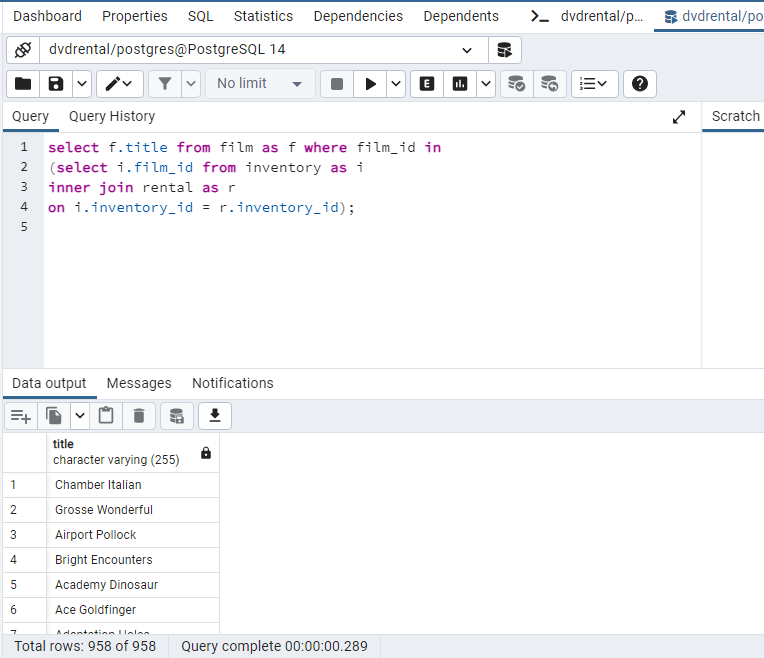 Dashboard Properties SQL Statistics Dependencies Dependents dvdrental/p... dvdrental/po
dvdrental/postgres@PostgreSQL 14
No limit E
Query Query History Scratch
1 select f.title from film as f where film_id in
2 (select i.film_id from inventory as i
3 inner join rental as r
4 on i.inventory_id = r.inventory_id);
5
Data output Messages Notifications
title
character varying (255)
1 Chamber Italian
2 Grosse Wonderful
3 Airport Pollock
4 Bright Encounters
5 Academy Dinosaur
6 Ace Goldfinger
7 Adaptation Holes
Total rows: 958 of 958 Query complete 00:00:00.289